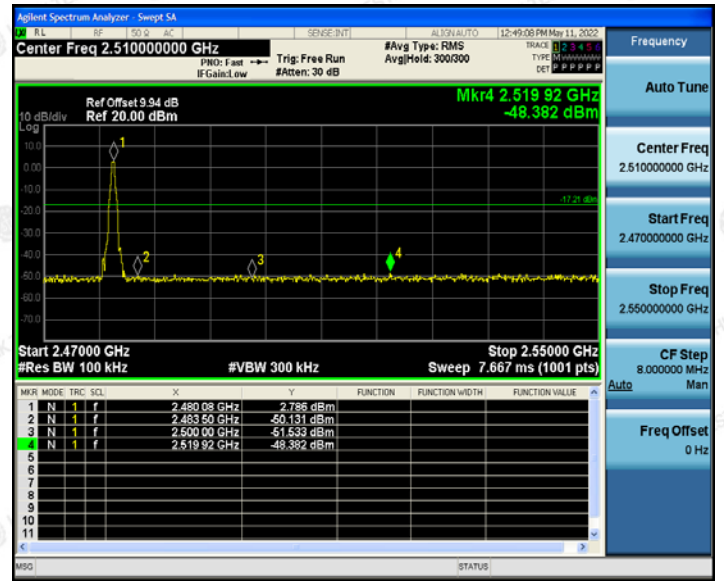 Agilent Spectrum Analyzer - Swept SA
RL RF 50 Ω AC SENSE:INT ALIGN AUTO 12:49:08 PM May 11, 2022
Center Freq 2.510000000 GHz
PNO: Fast Trig: Free Run #Avg Type: RMS TRACE 1 2 3 4 5 6
IFGain:Low #Atten: 30 dB Avg|Hold: 300/300 TYPE M
DET P P P P P P
Frequency
Auto Tune
Center Freq
2.510000000 GHz
Start Freq
2.470000000 GHz
Stop Freq
2.550000000 GHz
CF Step
8.000000 MHz
Auto Man
Freq Offset
0 Hz
Mkr4 2.519 92 GHz
-48.382 dBm
Ref Offset 9.94 dB
10 dB/div Ref 20.00 dBm
Log
10.0
0.00
-10.0
-20.0
-30.0
-40.0
-50.0
-60.0
-70.0
1
2
3
4
-17.21 dBm
Start 2.47000 GHz Stop 2.55000 GHz
#Res BW 100 kHz #VBW 300 kHz Sweep 7.667 ms (1001 pts)
MKR MODE TRC SCL X Y FUNCTION FUNCTION WIDTH FUNCTION VALUE
1 N 1 f 2.480 08 GHz 2.786 dBm
2 N 1 f 2.483 50 GHz -50.131 dBm
3 N 1 f 2.500 00 GHz -51.533 dBm
4 N 1 f 2.519 92 GHz -48.382 dBm
5
6
7
8
9
10
11
MSG STATUS